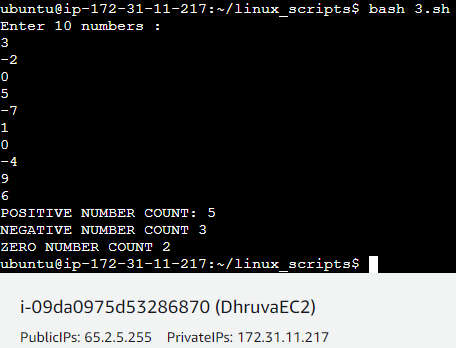 ubuntu@ip-172-31-11-217:~/linux_scripts$ bash 3.sh
Enter 10 numbers :
3
-2
0
5
-7
1
0
-4
9
6
POSITIVE NUMBER COUNT: 5
NEGATIVE NUMBER COUNT 3
ZERO NUMBER COUNT 2
ubuntu@ip-172-31-11-217:~/linux_scripts$
i-09da0975d53286870 (DhruvaEC2)
PublicIPs: 65.2.5.255 PrivateIPs: 172.31.11.217